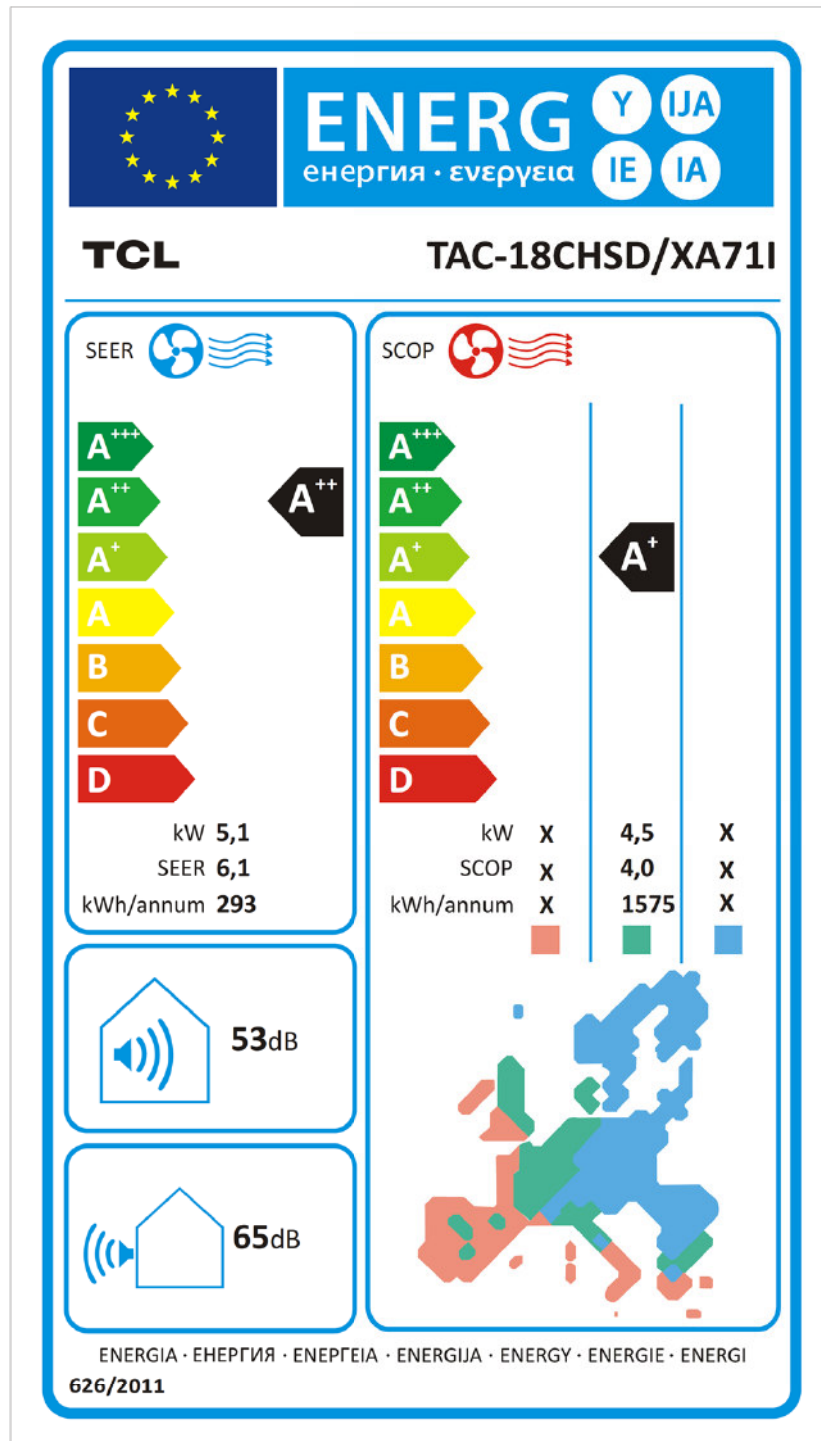 ENERG Y IJA
енергия · ενεργεια IE IA
TCL TAC-18CHSD/XA71I
SEER
A+++
A++ A++
A+
A
B
C
D
kW 5,1
SEER 6,1
kWh/annum 293
SCOP
A+++
A++
A+ A+
A
B
C
D
kW X 4,5 X
SCOP X 4,0 X
kWh/annum X 1575 X
53dB
65dB
ENERGIA · ЕНЕРГИЯ · ΕΝΕΡΓΕΙΑ · ENERGIJA · ENERGY · ENERGIE · ENERGI
626/2011